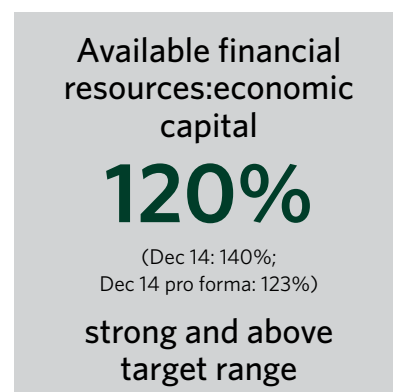 Available financial
resources:economic
capital
120%
(Dec 14: 140%;
Dec 14 pro forma: 123%)
strong and above
target range